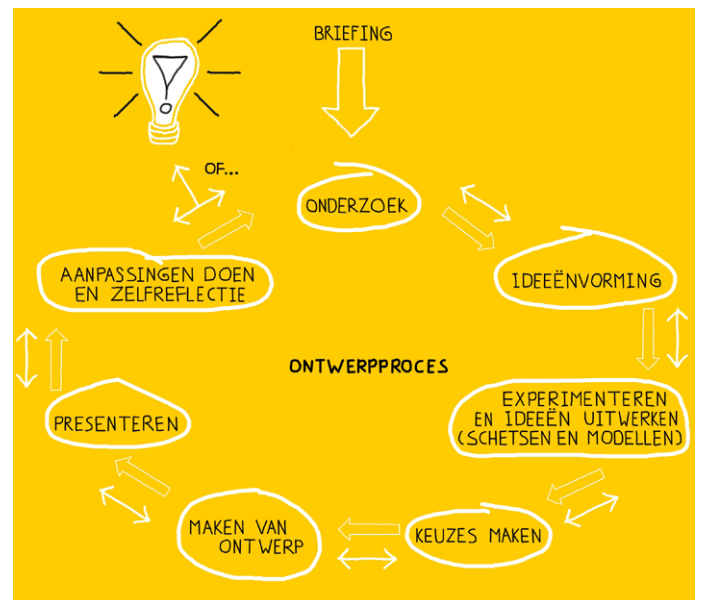 BRIEFING
OF...
ONDERZOEK
IDEEËNVORMING
EXPERIMENTEREN
EN IDEEËN UITWERKEN
(SCHETSEN EN MODELLEN)
KEUZES MAKEN
MAKEN VAN
ONTWERP
PRESENTEREN
AANPASSINGEN DOEN
EN ZELFREFLECTIE
ONTWERPPROCES